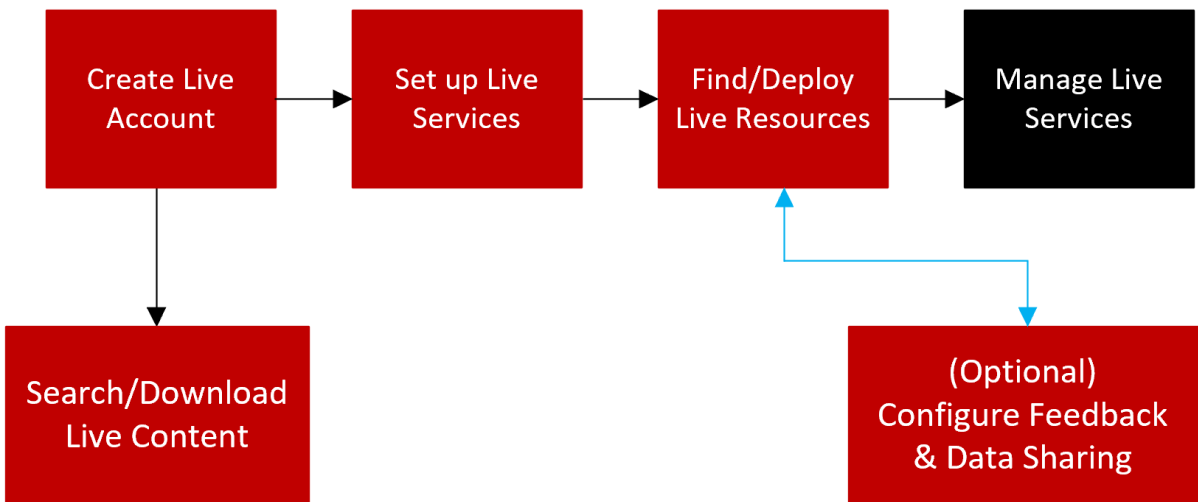 Create Live
Account
Set up Live
Services
Find/Deploy
Live Resources
Manage Live
Services
Search/Download
Live Content
(Optional)
Configure Feedback
& Data Sharing